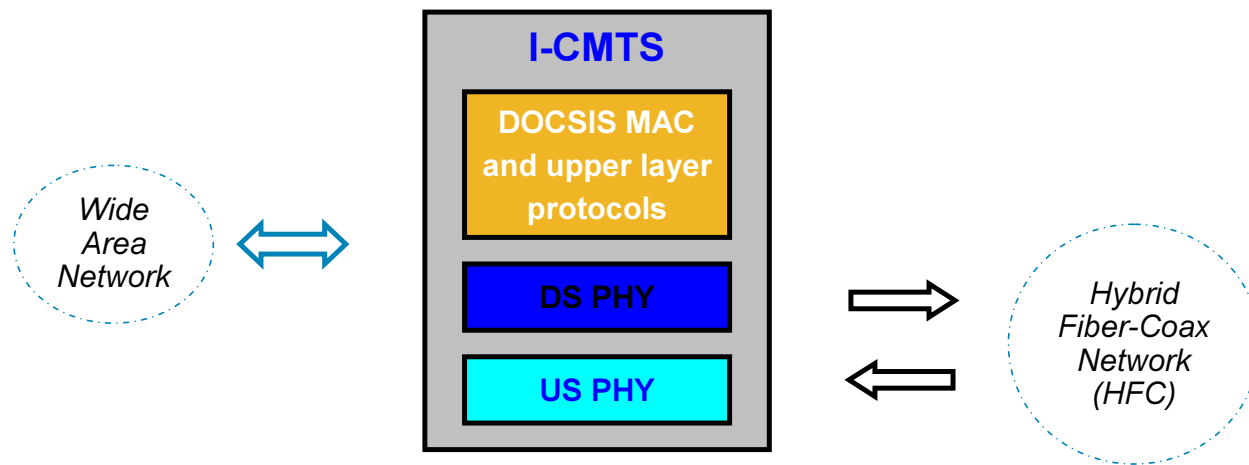 I-CMTS
DOCSIS MAC
and upper layer
protocols
Wide
Area
Network
DS PHY
US PHY
Hybrid
Fiber-Coax
Network
(HFC)